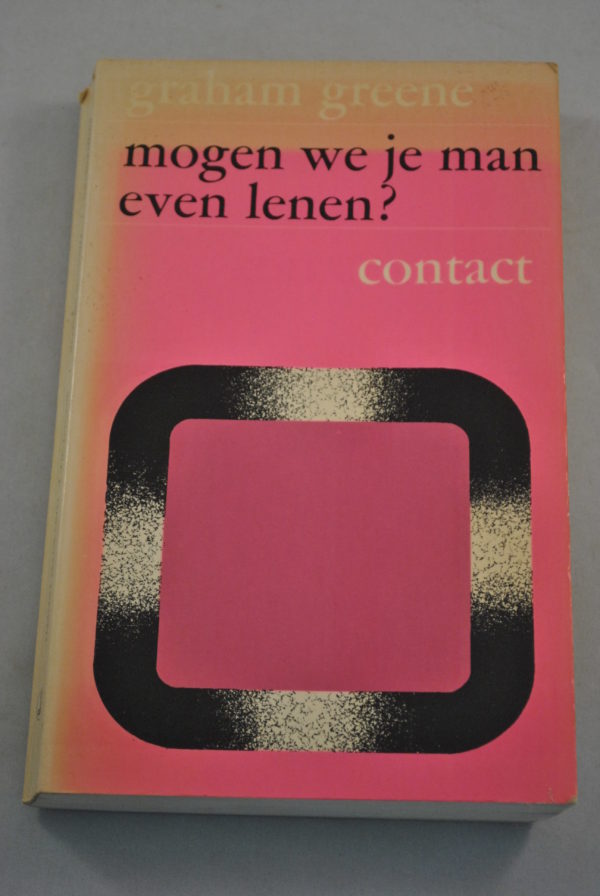 graham greene
mogen we je man
even lenen?
contact